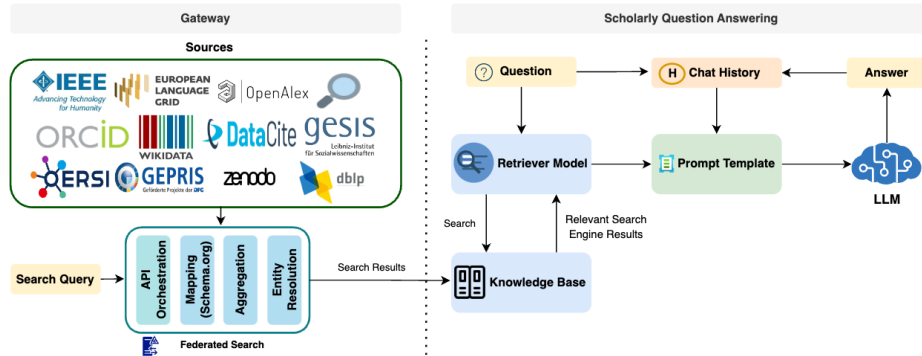 Gateway
Scholarly Question Answering
Sources
IEEE
Advancing Technology
for Humanity
EUROPEAN
LANGUAGE
GRID
OpenAlex
ORCiD
WIKIDATA
DataCite
gesis
Leibniz-Institut
für Sozialwissenschaften
ERSI
GEPRIS
Geförderte Projekte der DFG
zenodo
dblp
Search Query
API
Orchestration
Mapping
(Schema.org)
Aggregation
Entity
Resolution
Federated Search
Search Results
? Question
H Chat History
Answer
Retriever Model
Prompt Template
LLM
Search
Relevant Search
Engine Results
Knowledge Base